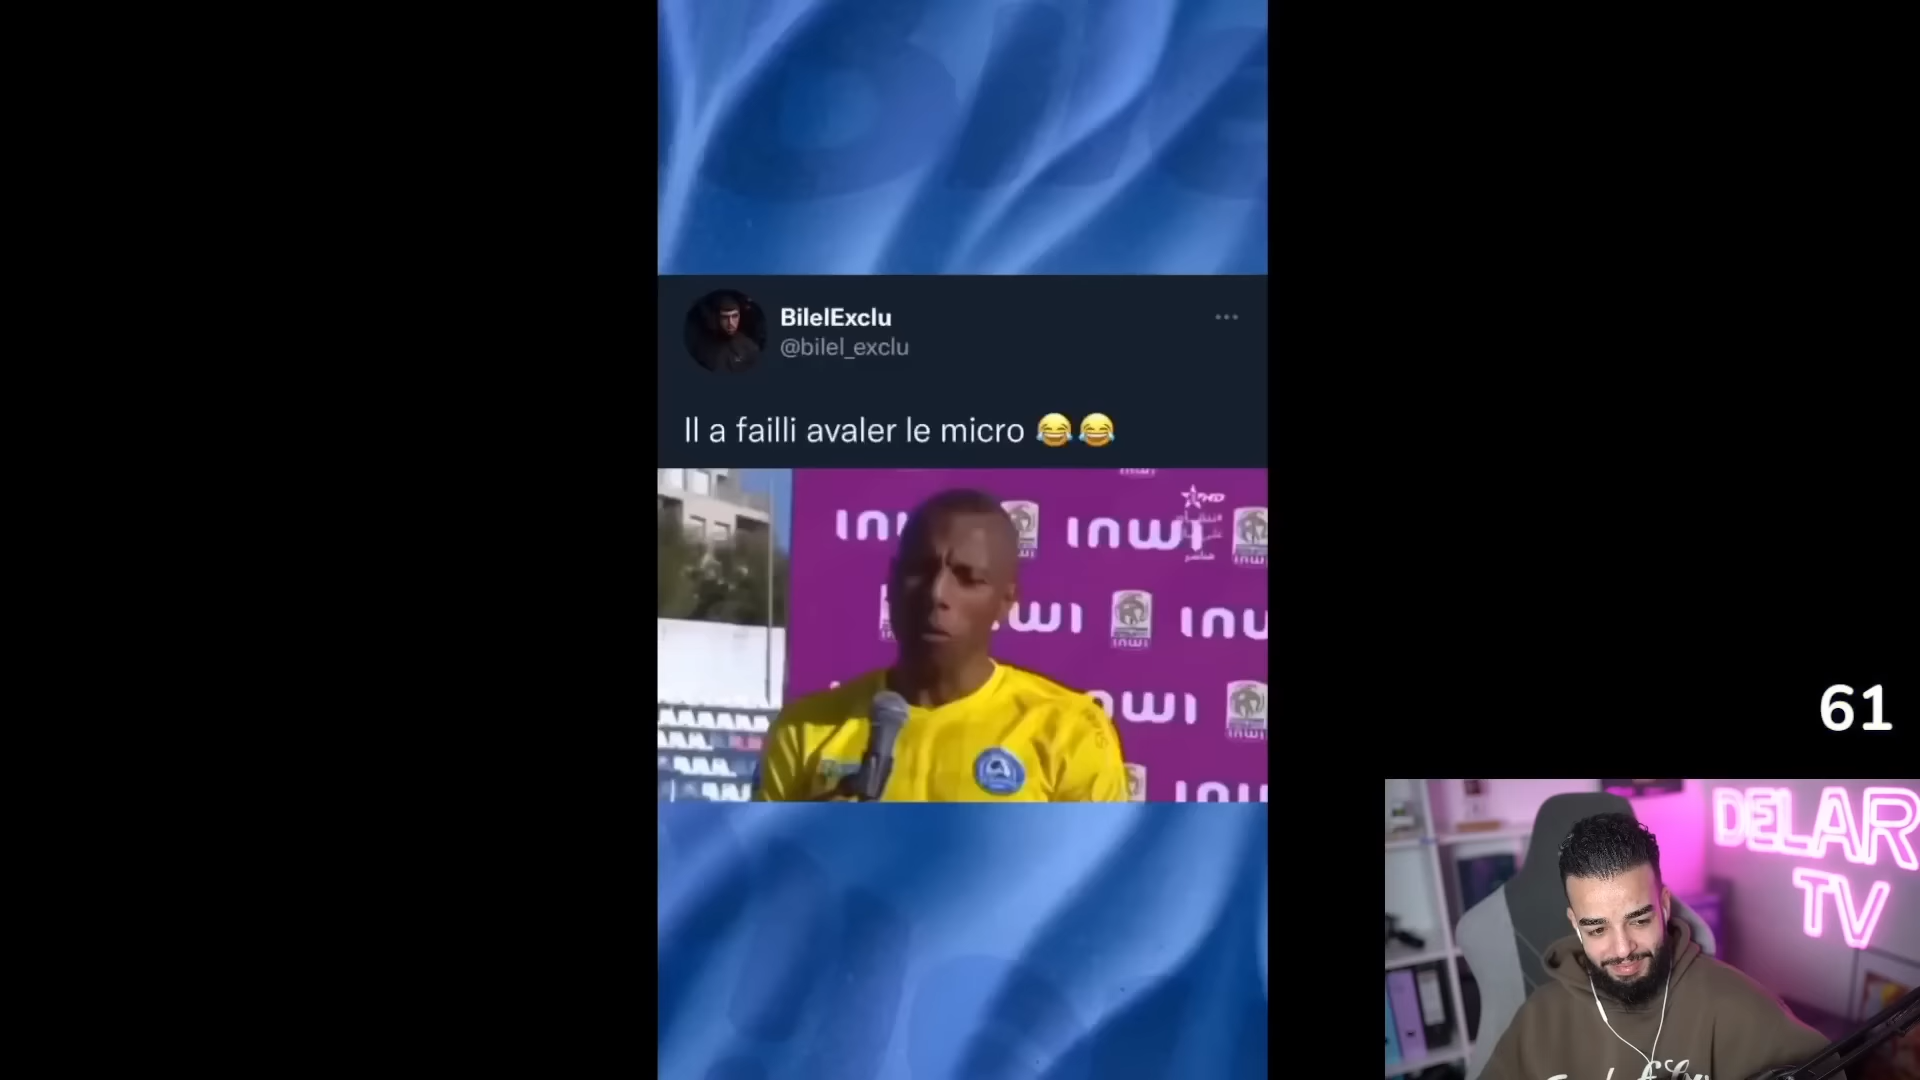 BilelExclu
@bilel_exclu
Il a failli avaler le micro 😂😂
inwi
inwi
inwi
61
DELAR
TV